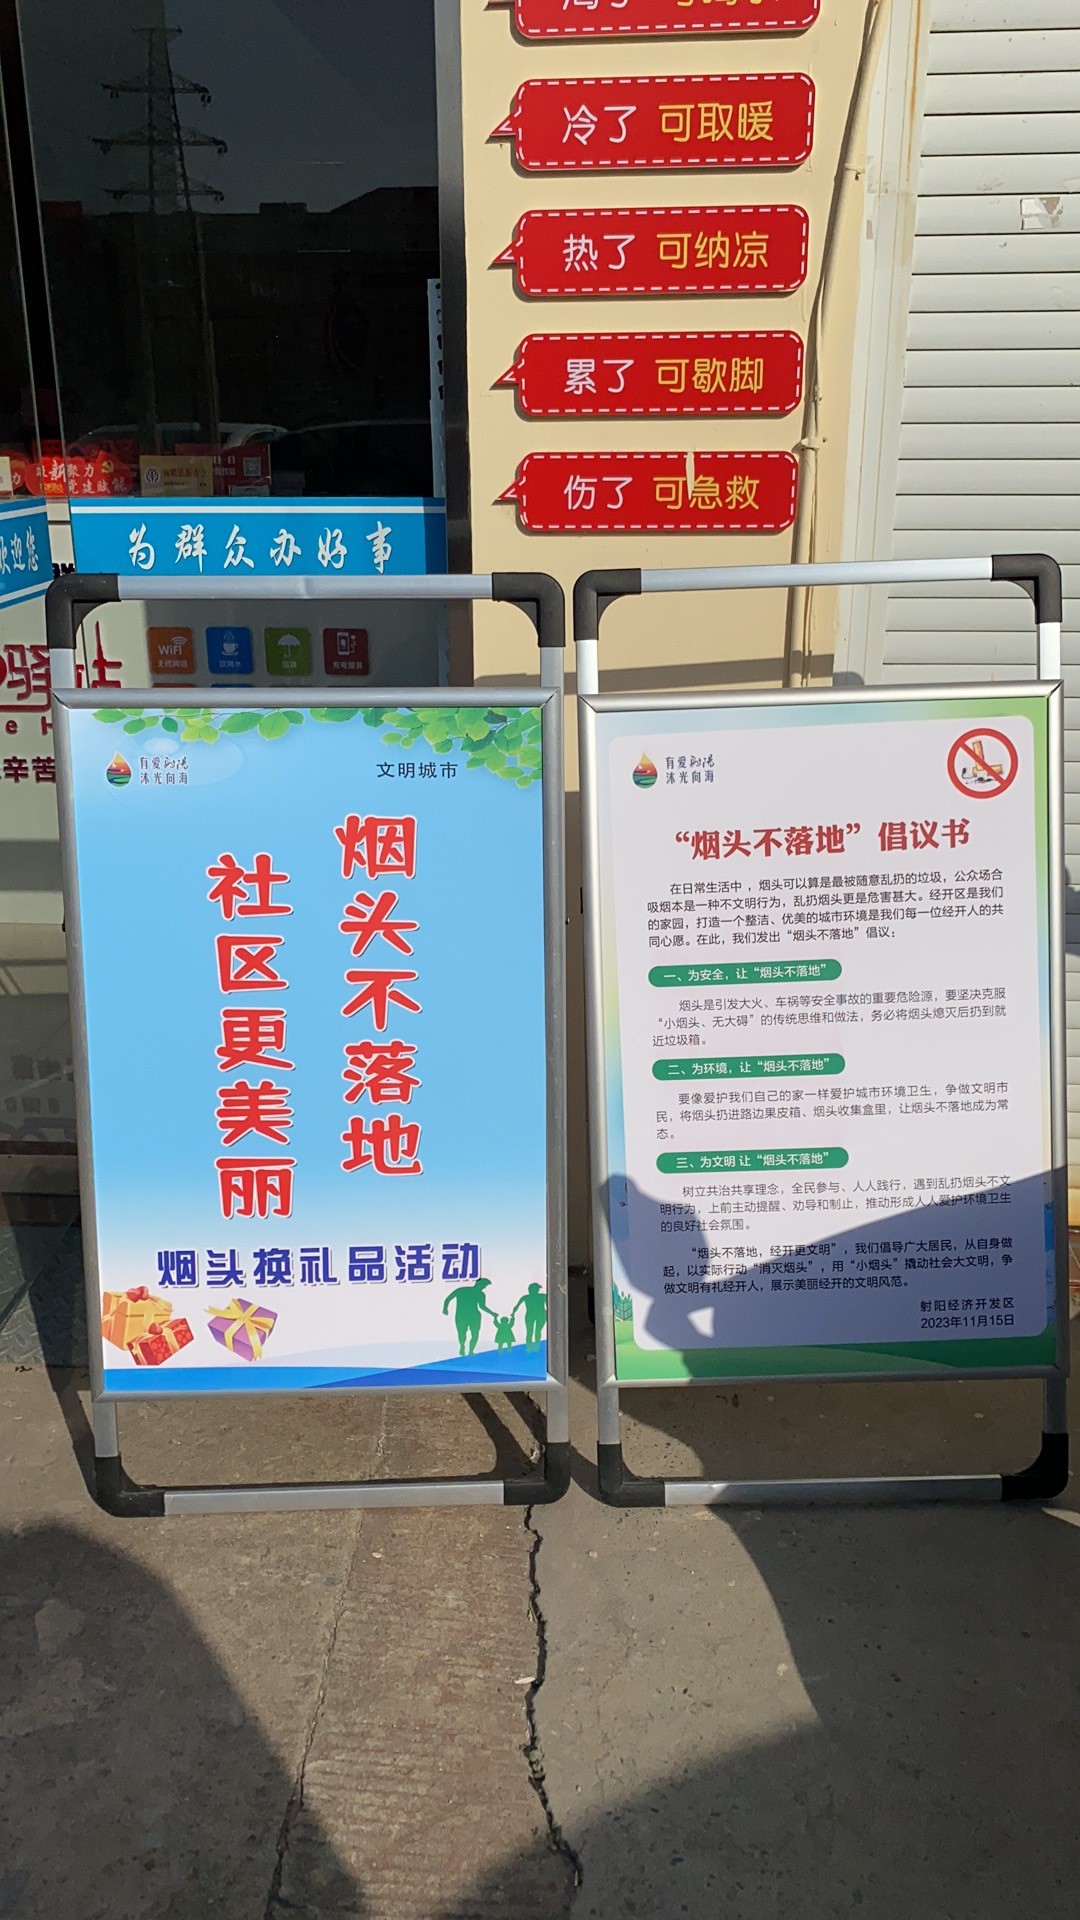 冷了 可取暖
热了 可纳凉
累了 可歇脚
伤了 可急救
聚力
党建赋能
欢迎您
为群众办好事
驿站
辛苦
WiFi
无线网络
饮用水
有爱射阳
沐光向海
文明城市
烟头不落地
社区更美丽
烟头换礼品活动
有爱射阳
沐光向海
“烟头不落地”倡议书
在日常生活中，烟头可以算是最被随意乱扔的垃圾，公众场合
吸烟本是一种不文明行为，乱扔烟头更是危害甚大。经开区是我们
的家园，打造一个整洁、优美的城市环境是我们每一位经开人的共
同心愿。在此，我们发出“烟头不落地”倡议：
一、为安全，让“烟头不落地”
烟头是引发大火、车祸等安全事故的重要危险源，要坚决克服
“小烟头、无大碍”的传统思维和做法，务必将烟头熄灭后扔到就
近垃圾箱。
二、为环境，让“烟头不落地”
要像爱护我们自己的家一样爱护城市环境卫生，争做文明市
民，将烟头扔进路边果皮箱、烟头收集盒里，让烟头不落地成为常
态。
三、为文明 让“烟头不落地”
树立共治共享理念，全民参与、人人践行，遇到乱扔烟头不文
明行为，上前主动提醒、劝导和制止，推动形成人人爱护环境卫生
的良好社会氛围。
“烟头不落地，经开更文明”，我们倡导广大居民，从自身做
起，以实际行动“消灭烟头”，用“小烟头”撬动社会大文明，争
做文明有礼经开人，展示美丽经开的文明风范。
射阳经济开发区
2023年11月15日